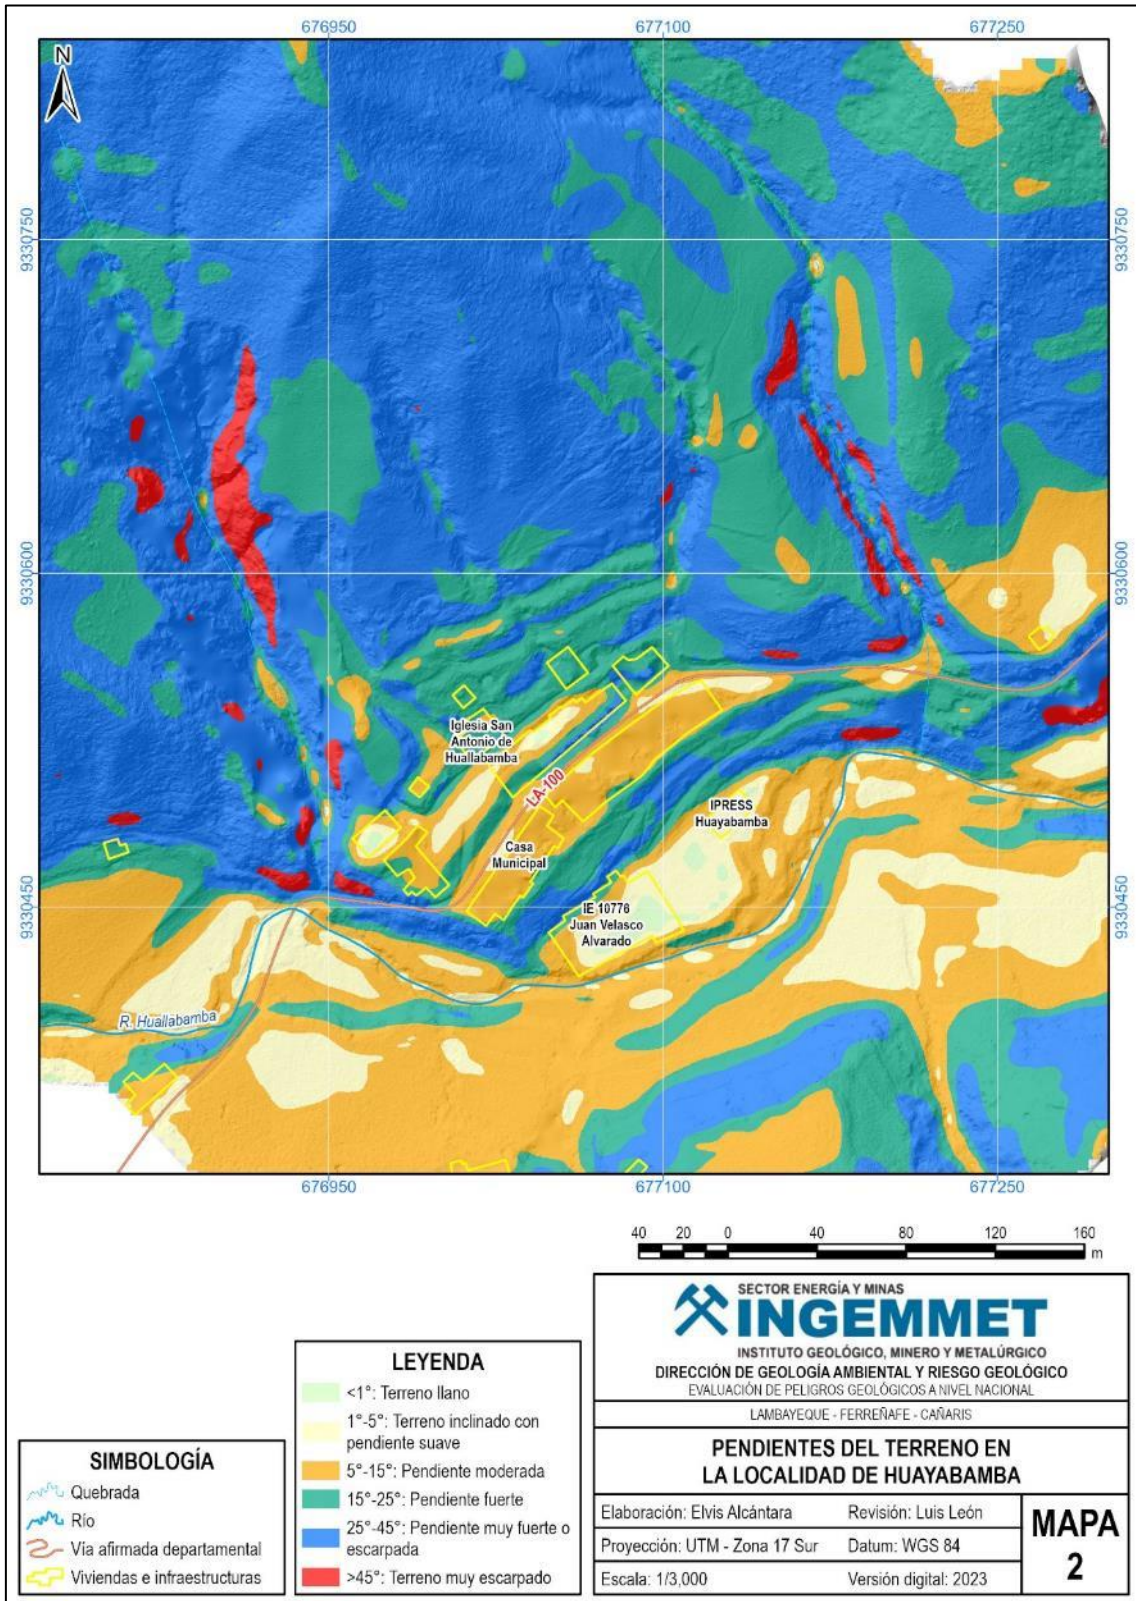 676950
677100
677250
N
9330750
9330750
9330600
9330600
Iglesia San
Antonio de
Huallabamba
LA-100
IPRESS
Huayabamba
Casa
Municipal
9330450
9330450
IE 10776
Juan Velasco
Alvarado
R. Huallabamba
676950
677100
677250
40 20 0 40 80 120 160
m
SECTOR ENERGÍA Y MINAS
INGEMMET
INSTITUTO GEOLÓGICO, MINERO Y METALÚRGICO
DIRECCIÓN DE GEOLOGÍA AMBIENTAL Y RIESGO GEOLÓGICO
EVALUACIÓN DE PELIGROS GEOLÓGICOS A NIVEL NACIONAL
LAMBAYEQUE - FERREÑAFE - CAÑARIS
PENDIENTES DEL TERRENO EN
LA LOCALIDAD DE HUAYABAMBA
Elaboración: Elvis Alcántara Revisión: Luis León
Proyección: UTM - Zona 17 Sur Datum: WGS 84
Escala: 1/3,000 Versión digital: 2023
MAPA
2
LEYENDA
<1°: Terreno llano
1°-5°: Terreno inclinado con
pendiente suave
5°-15°: Pendiente moderada
15°-25°: Pendiente fuerte
25°-45°: Pendiente muy fuerte o
escarpada
>45°: Terreno muy escarpado
SIMBOLOGÍA
Quebrada
Río
Vía afirmada departamental
Viviendas e infraestructuras